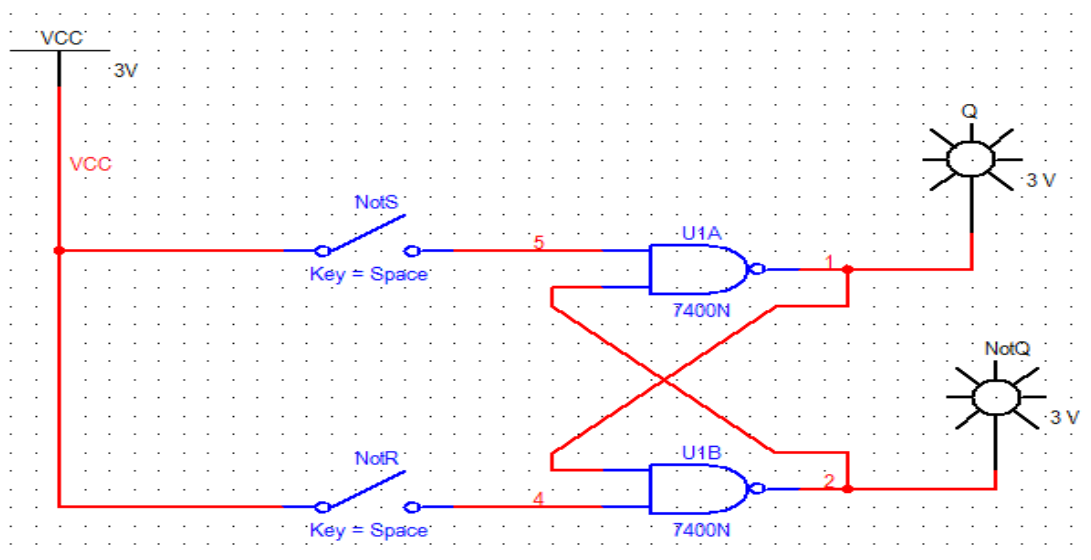 VCC
3V
VCC
Q
3 V
NotS
5
U1A
1
Key = Space
7400N
NotQ
3 V
NotR
U1B
4
2
Key = Space
7400N